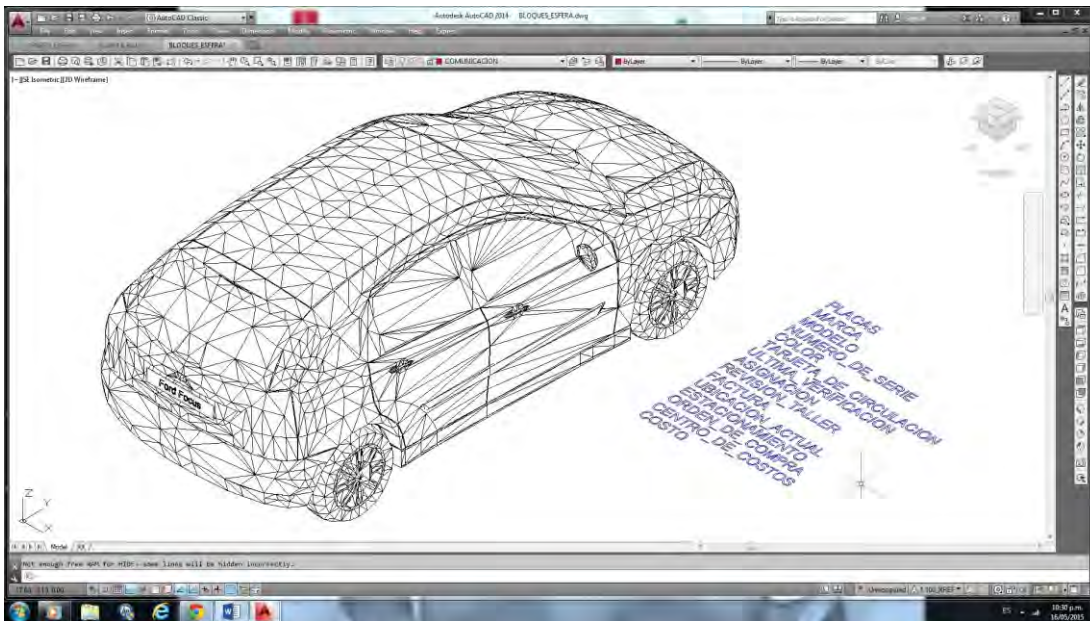 AutoCAD Classic
Autodesk AutoCAD 2014 BLOQUES_ESFERA.dwg
BLOQUES_ESFERA*
COMUNICACION
ByLayer
ByLayer
ByLayer
[SE Isometric][2D Wireframe]
Ford Focus
PLACAS
MARCA
MODELO
NUMERO_DE_SERIE
COLOR
TARJETA_DE_CIRCULACION
ULTIMA_VERIFICACION
ASIGNACION
REVISION_TALLER
FACTURA
UBICACION_ACTUAL
ESTACIONAMIENTO
ORDEN_DE_COMPRA
CENTRO_DE_COSTOS
COSTO
Z
Y
X
Model
Not enough free RAM for HIDE--some lines will be hidden incorrectly.
ES
10:30 p.m.
16/05/2015